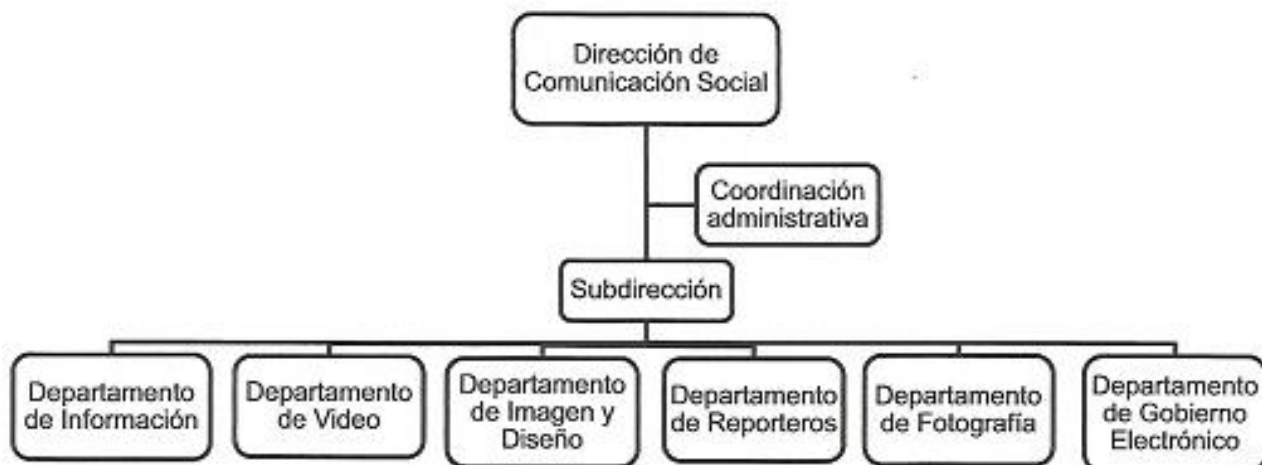 Dirección de
Comunicación Social
Coordinación
administrativa
Subdirección
Departamento
de Información
Departamento
de Video
Departamento
de Imagen y
Diseño
Departamento
de Reporteros
Departamento
de Fotografía
Departamento
de Gobierno
Electrónico